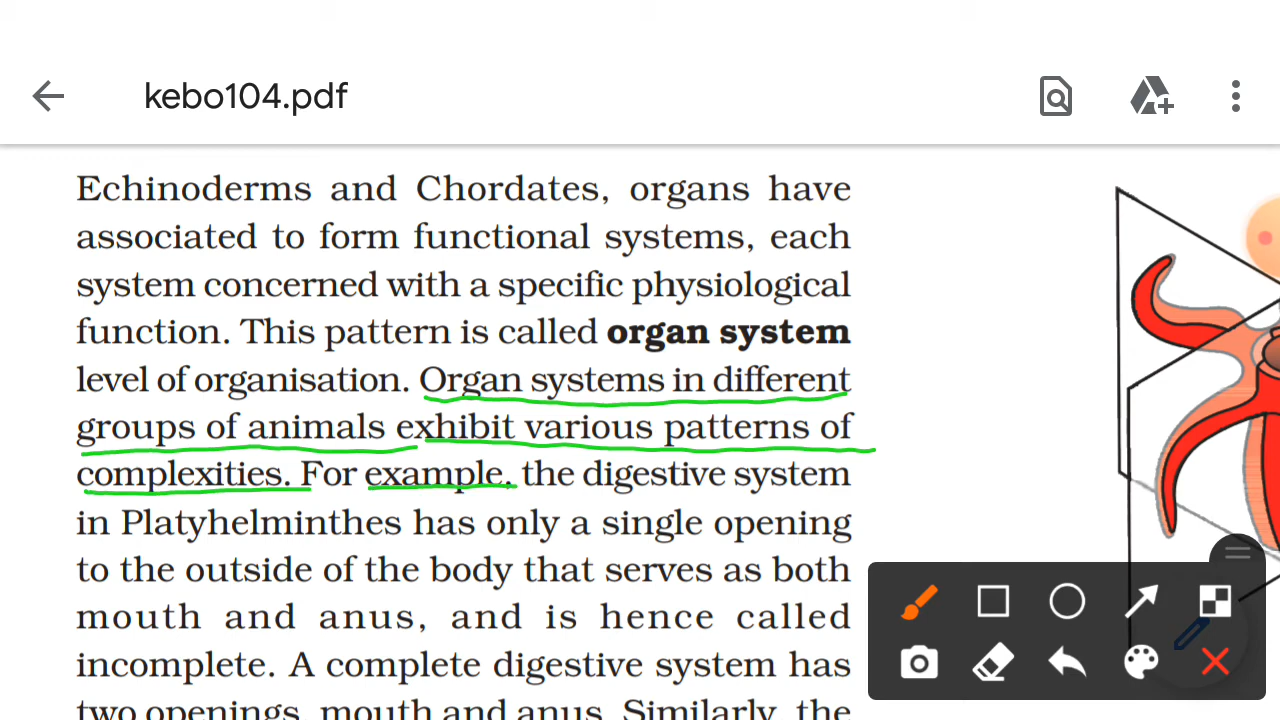 kebo104.pdf
Echinoderms and Chordates, organs have
associated to form functional systems, each
system concerned with a specific physiological
function. This pattern is called organ system
level of organisation. Organ systems in different
groups of animals exhibit various patterns of
complexities. For example, the digestive system
in Platyhelminthes has only a single opening
to the outside of the body that serves as both
mouth and anus, and is hence called
incomplete. A complete digestive system has
two openings, mouth and anus. Similarly, the